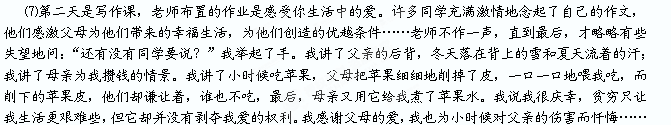 ⑺第二天是写作课，老师布置的作业是感受你生活中的爱。许多同学充满激情地念起了自己的作文，
他们感激父母为他们带来的幸福生活，为他们创造的优越条件……老师不作一声，直到最后，才略略有些
失望地问：“还有没有同学要说？”我举起了手。我讲了父亲的后背，冬天落在背上的雪和夏天流着的汗；
我讲了母亲为我攒钱的情景。我讲了小时候吃苹果，父母把苹果细细地削掉了皮，一口一口地喂我吃，而
削下的苹果皮，他们却谦让着，谁也不吃，最后，母亲又用它给我煮了苹果水。我说我很庆幸，贫穷只让
我生活更艰难些，但它却并没有剥夺我爱的权利。我感谢父母的爱，我也为小时候对父亲的伤害而忏悔……